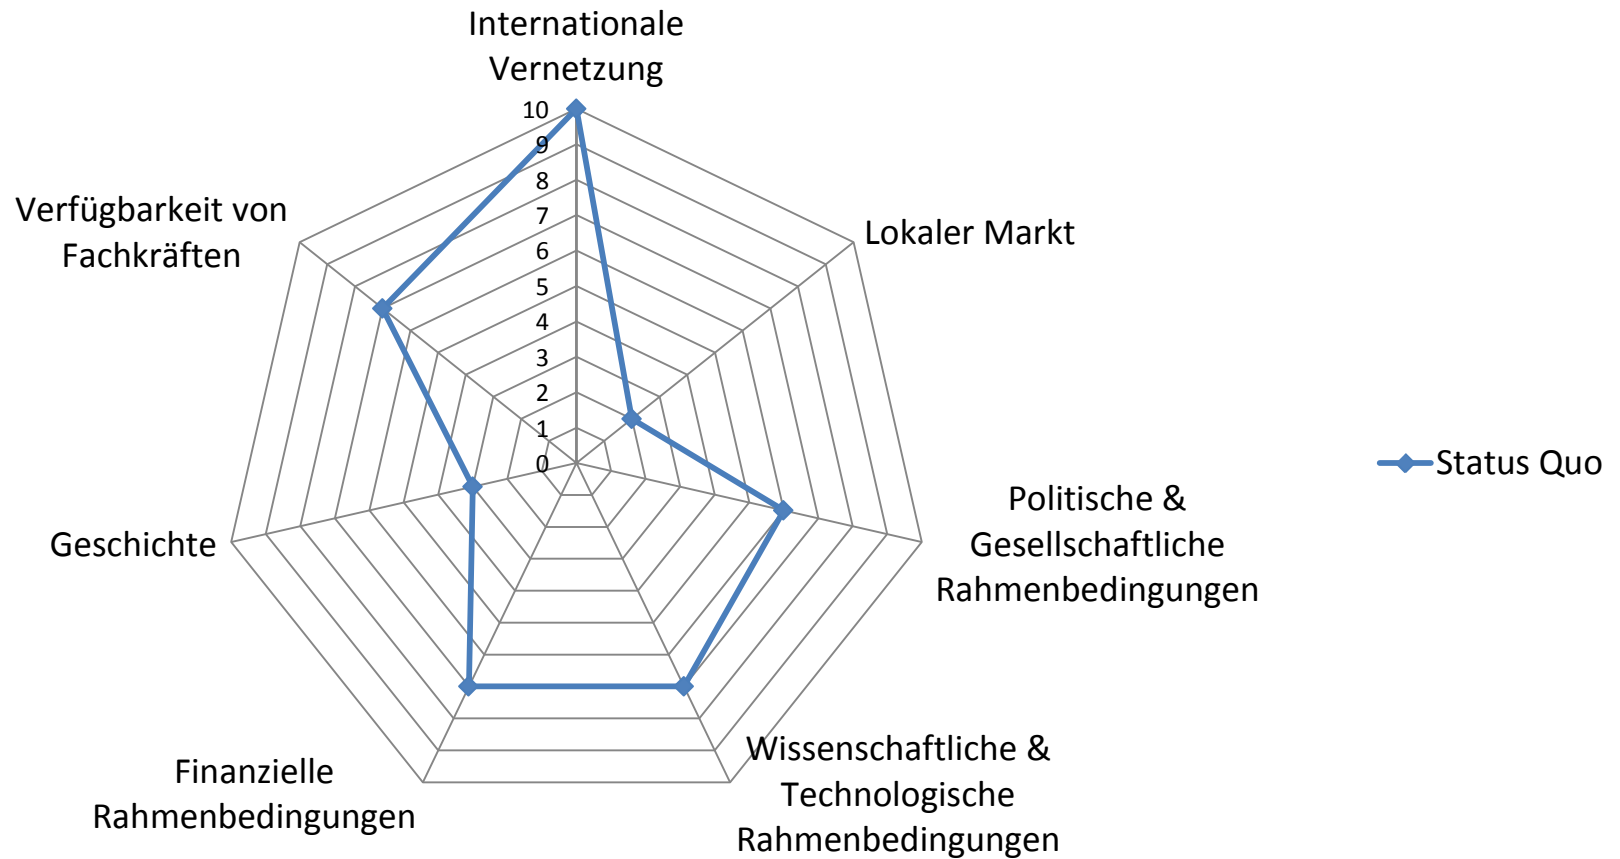 Internationale
Vernetzung
10
9
8
7
6
5
4
3
2
1
0
Lokaler Markt
Politische &
Gesellschaftliche
Rahmenbedingungen
Wissenschaftliche &
Technologische
Rahmenbedingungen
Finanzielle
Rahmenbedingungen
Geschichte
Verfügbarkeit von
Fachkräften
Status Quo